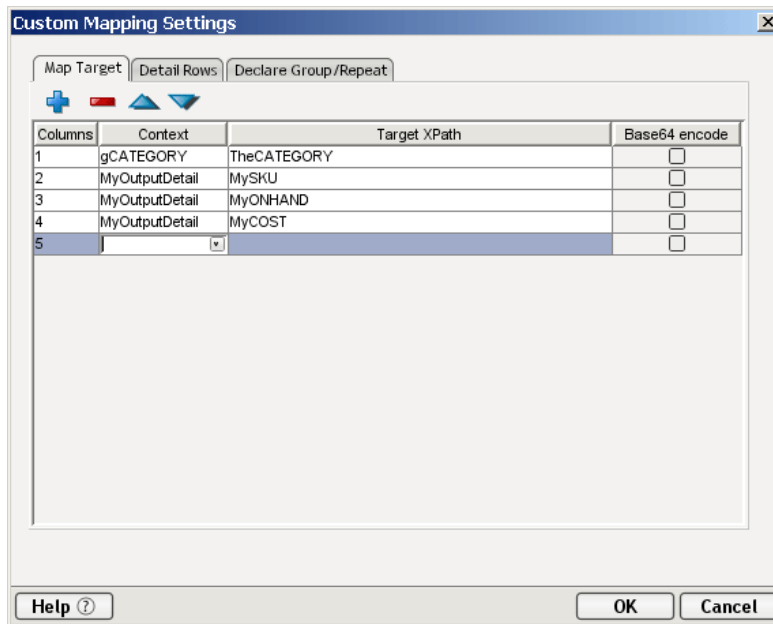 Custom Mapping Settings
Map Target Detail Rows Declare Group/Repeat
Columns Context Target XPath Base64 encode
1 gCATEGORY TheCATEGORY
2 MyOutputDetail MySKU
3 MyOutputDetail MyONHAND
4 MyOutputDetail MyCOST
5
Help ? OK Cancel